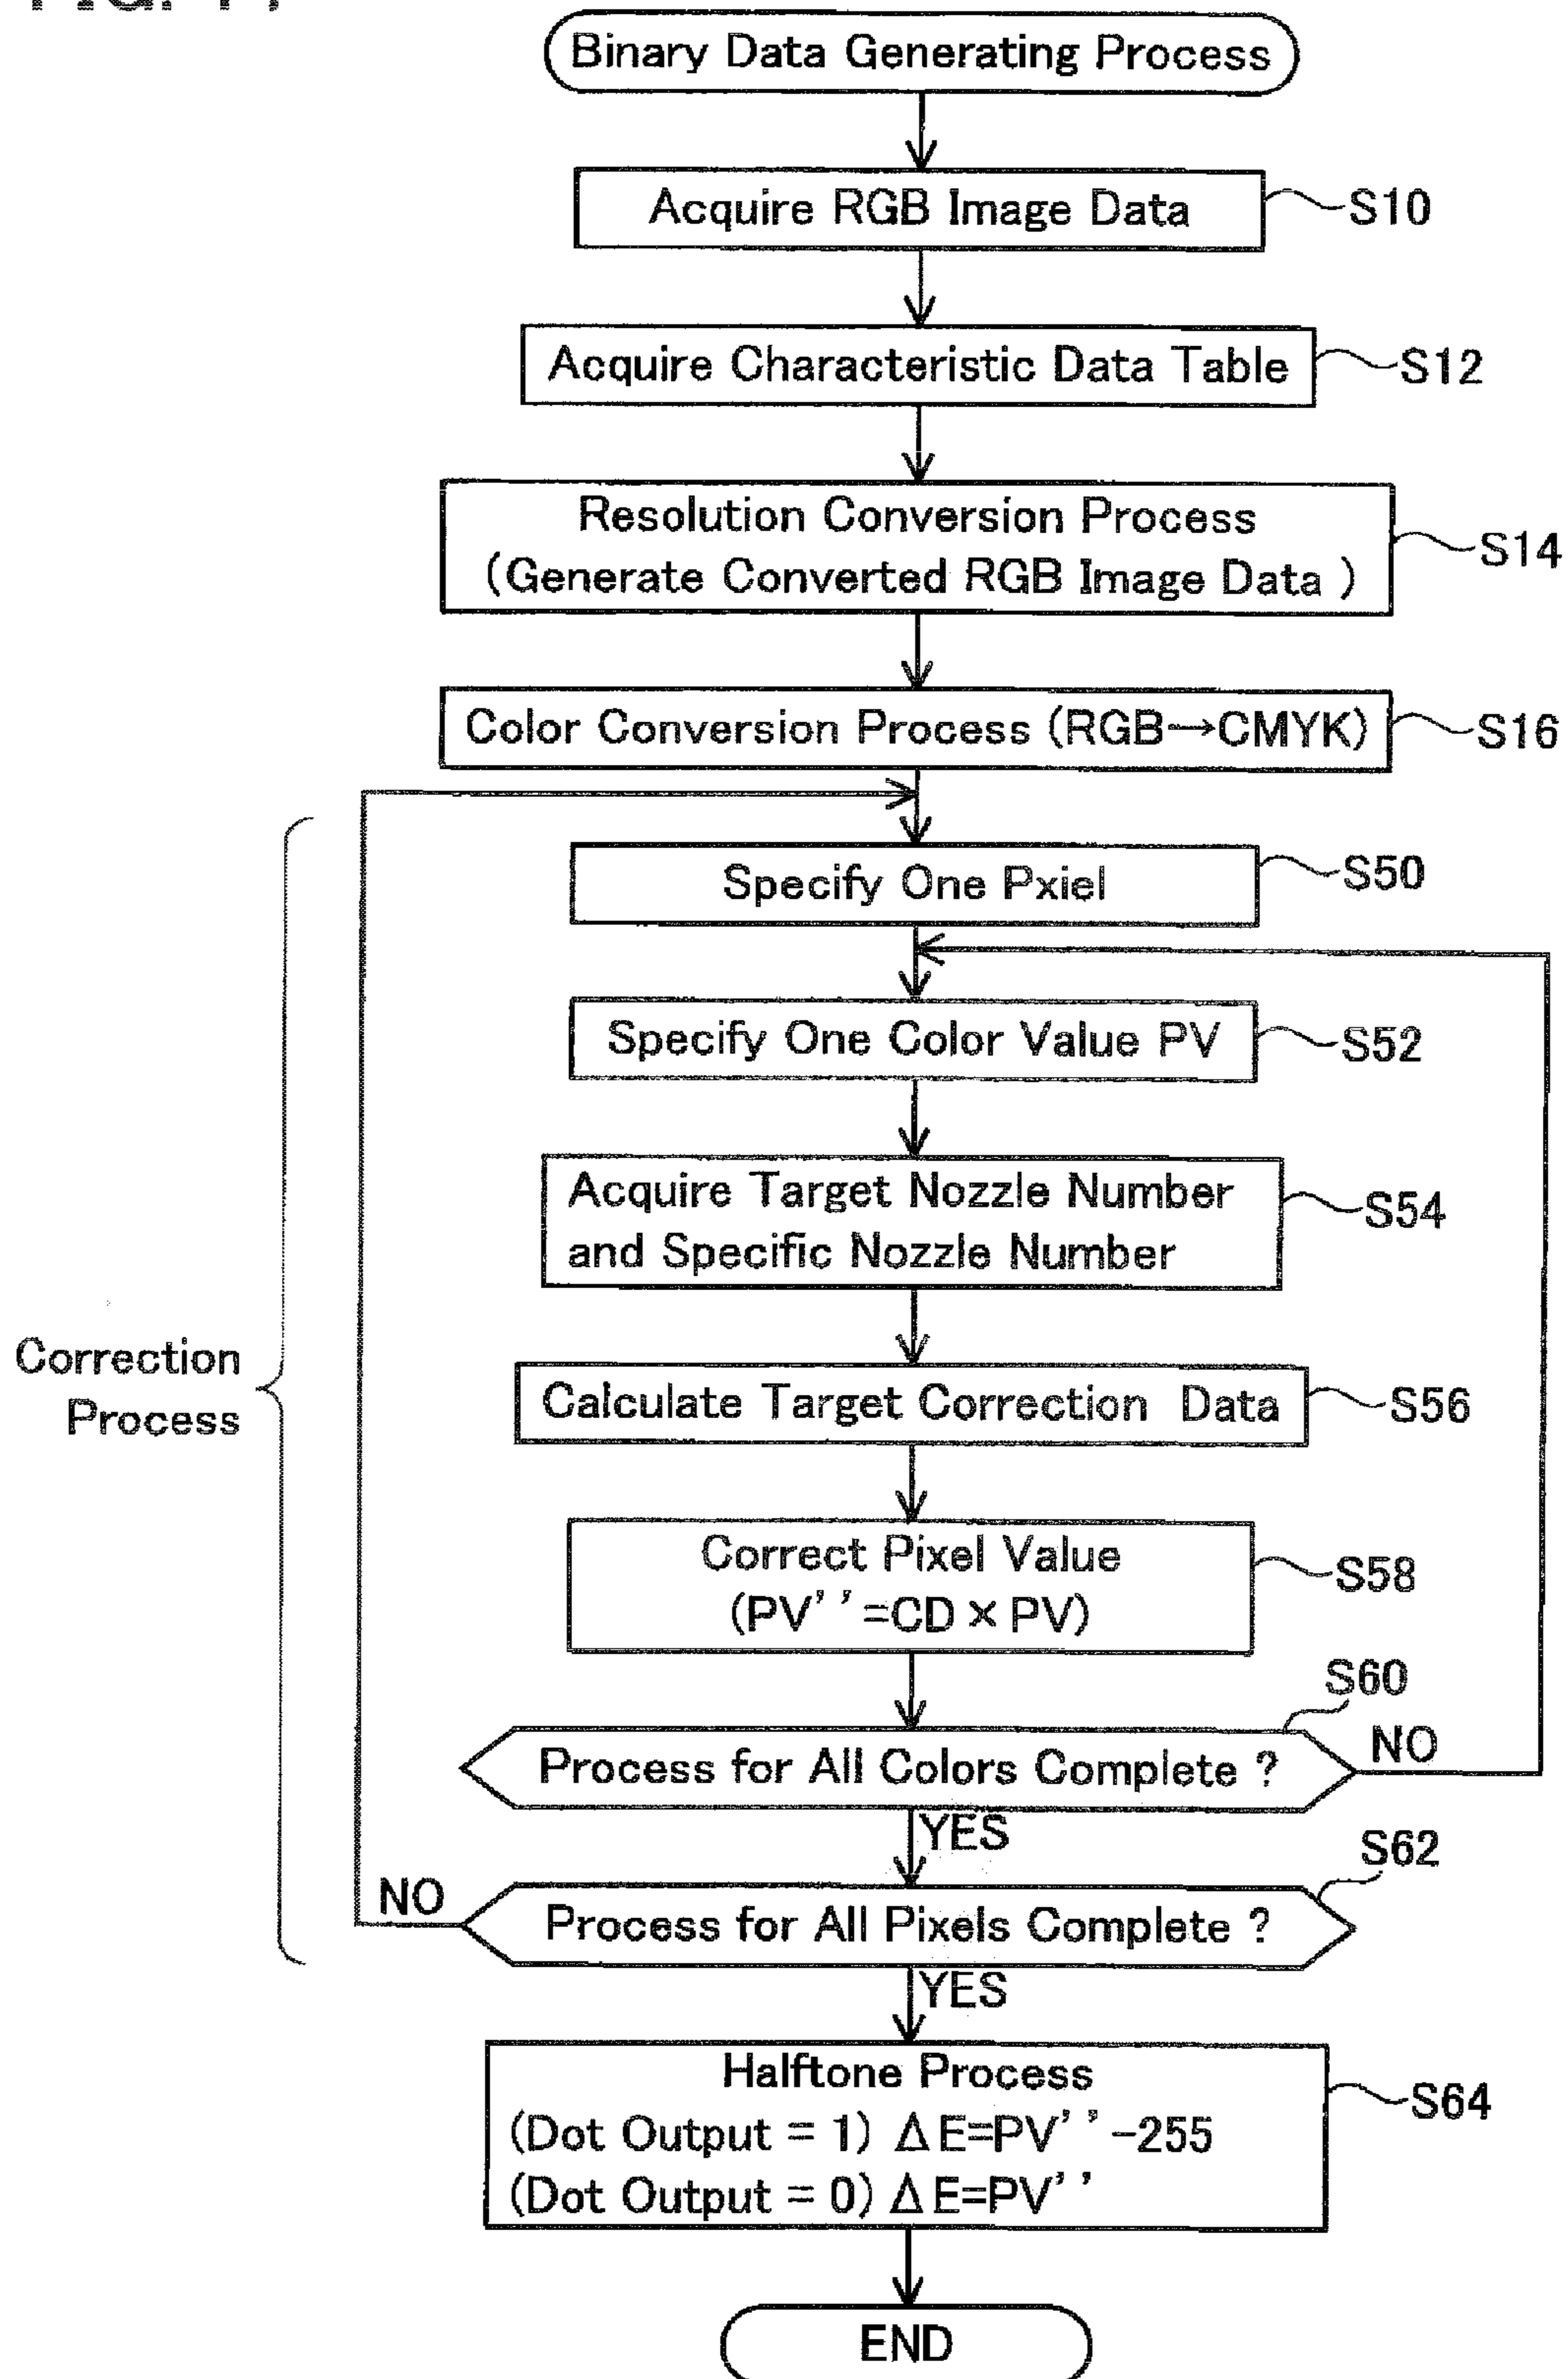 Binary Data Generating Process
Acquire RGB Image Data
S10
Acquire Characteristic Data Table
S12
Resolution Conversion Process
(Generate Converted RGB Image Data )
S14
Color Conversion Process (RGB→CMYK)
S16
Specify One Pxiel
S50
Specify One Color Value PV
S52
Acquire Target Nozzle Number
and Specific Nozzle Number
S54
Correction
Process
Calculate Target Correction Data
S56
Correct Pixel Value
(PV''=CD×PV)
S58
S60
Process for All Colors Complete ?
NO
YES
S62
NO
Process for All Pixels Complete ?
YES
Halftone Process
(Dot Output = 1) ΔE=PV''-255
(Dot Output = 0) ΔE=PV''
S64
END